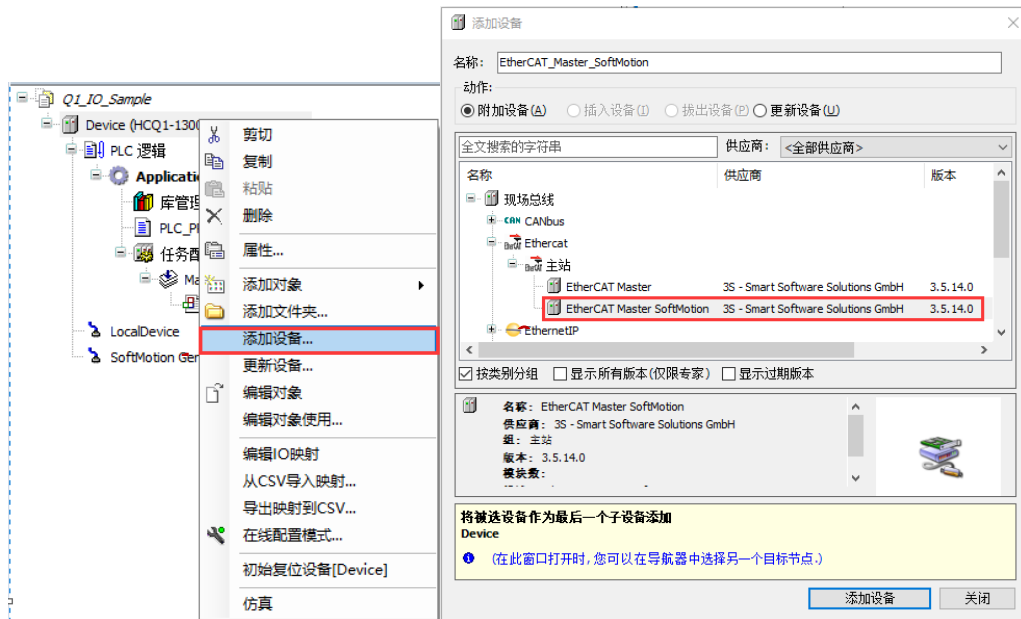 Q1_IO_Sample
Device (HCQ1-130
PLC 逻辑
Applicati
库管理
PLC_P
任务配
Ma
LocalDevice
SoftMotion Ger
剪切
复制
粘贴
删除
属性...
添加对象
添加文件夹...
添加设备...
更新设备...
编辑对象
编辑对象使用...
编辑IO映射
从CSV导入映射...
导出映射到CSV...
在线配置模式...
初始复位设备[Device]
仿真
添加设备
名称: EtherCAT_Master_SoftMotion
动作:
附加设备(A) 插入设备(I) 拔出设备(P) 更新设备(U)
全文搜索的字符串 供应商: <全部供应商>
名称 供应商 版本
现场总线
CAN CANbus
Ethercat
主站
EtherCAT Master 3S - Smart Software Solutions GmbH 3.5.14.0
EtherCAT Master SoftMotion 3S - Smart Software Solutions GmbH 3.5.14.0
EthernetIP
按类别分组 显示所有版本(仅限专家) 显示过期版本
名称: EtherCAT Master SoftMotion
供应商: 3S - Smart Software Solutions GmbH
组: 主站
版本: 3.5.14.0
模块数:
将被选设备作为最后一个子设备添加
Device
(在此窗口打开时,您可以在导航器中选择另一个目标节点.)
添加设备 关闭